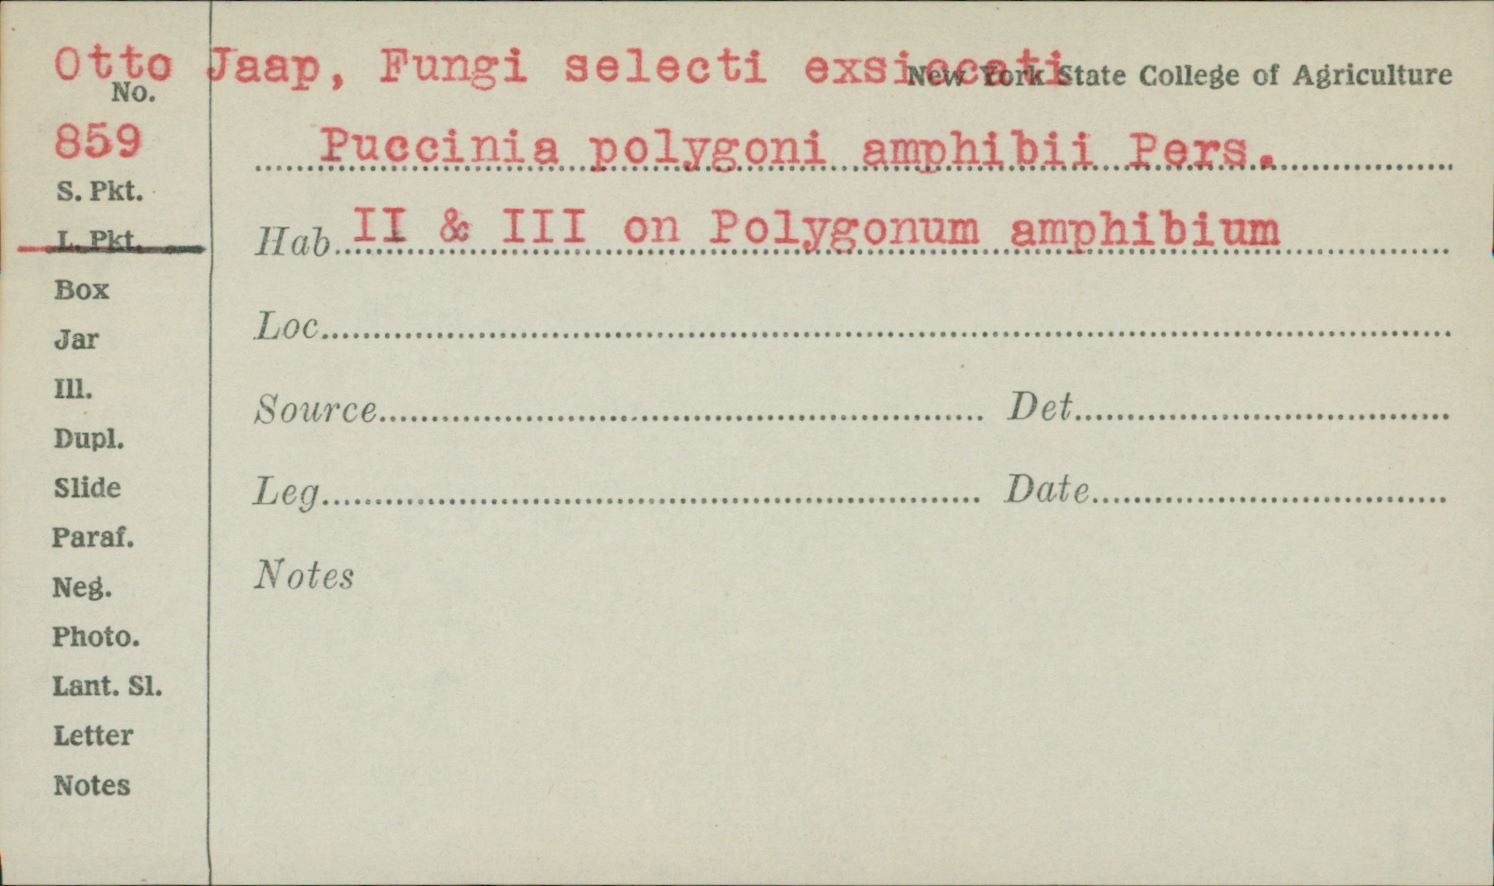 Otto Jaap, Fungi selecti exsiccati
New York State College of Agriculture
No.
859
Puccinia polygoni amphibii Pers.
S. Pkt.
L. Pkt.
Hab. II & III on Polygonum amphibium
Box
Loc.
Jar
Ill.
Source Det.
Dupl.
Slide
Leg. Date
Paraf.
Neg.
Notes
Photo.
Lant. Sl.
Letter
Notes